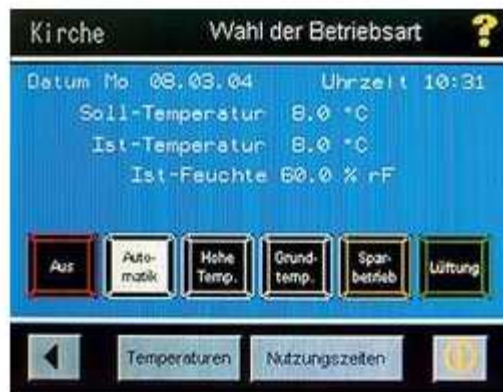 Kirche Wahl der Betriebsart ?
Datum Mo 08.03.04 Uhrzeit 10:31
Soll-Temperatur 8.0 °C
Ist-Temperatur 8.0 °C
Ist-Feuchte 60.0 % rF
Aus Auto-matik Hohe Temp. Grund-temp. Spar-betrieb Lüftung
Temperaturen Nutzungszeiten